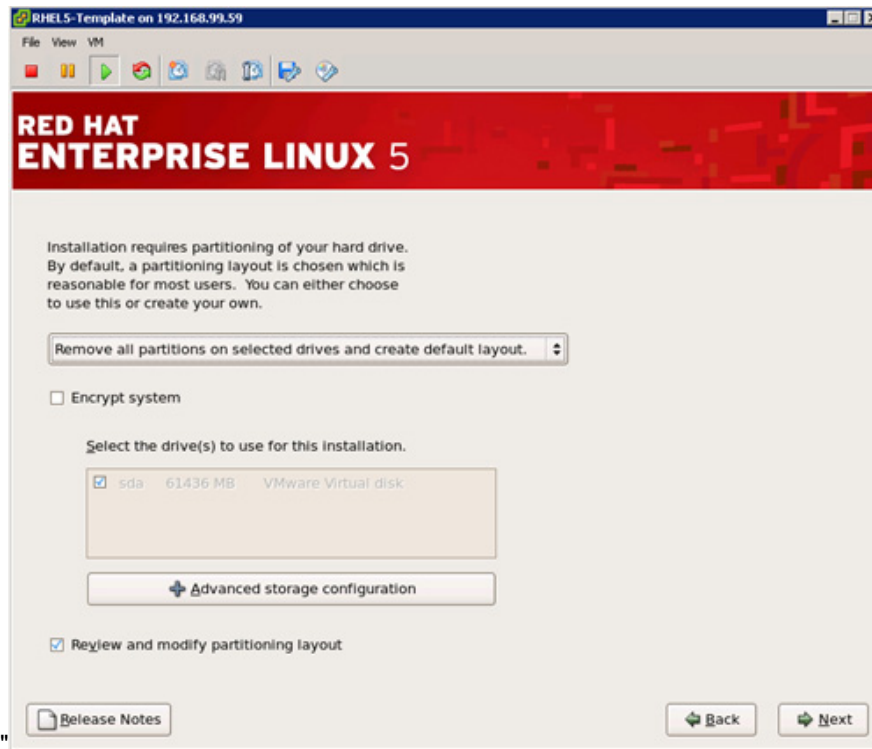 RHEL5-Template on 192.168.99.59
File View VM
RED HAT
ENTERPRISE LINUX 5
Installation requires partitioning of your hard drive.
By default, a partitioning layout is chosen which is
reasonable for most users. You can either choose
to use this or create your own.
Remove all partitions on selected drives and create default layout.
Encrypt system
Select the drive(s) to use for this installation.
sda 61436 MB VMware Virtual disk
Advanced storage configuration
Review and modify partitioning layout
Release Notes Back Next
"